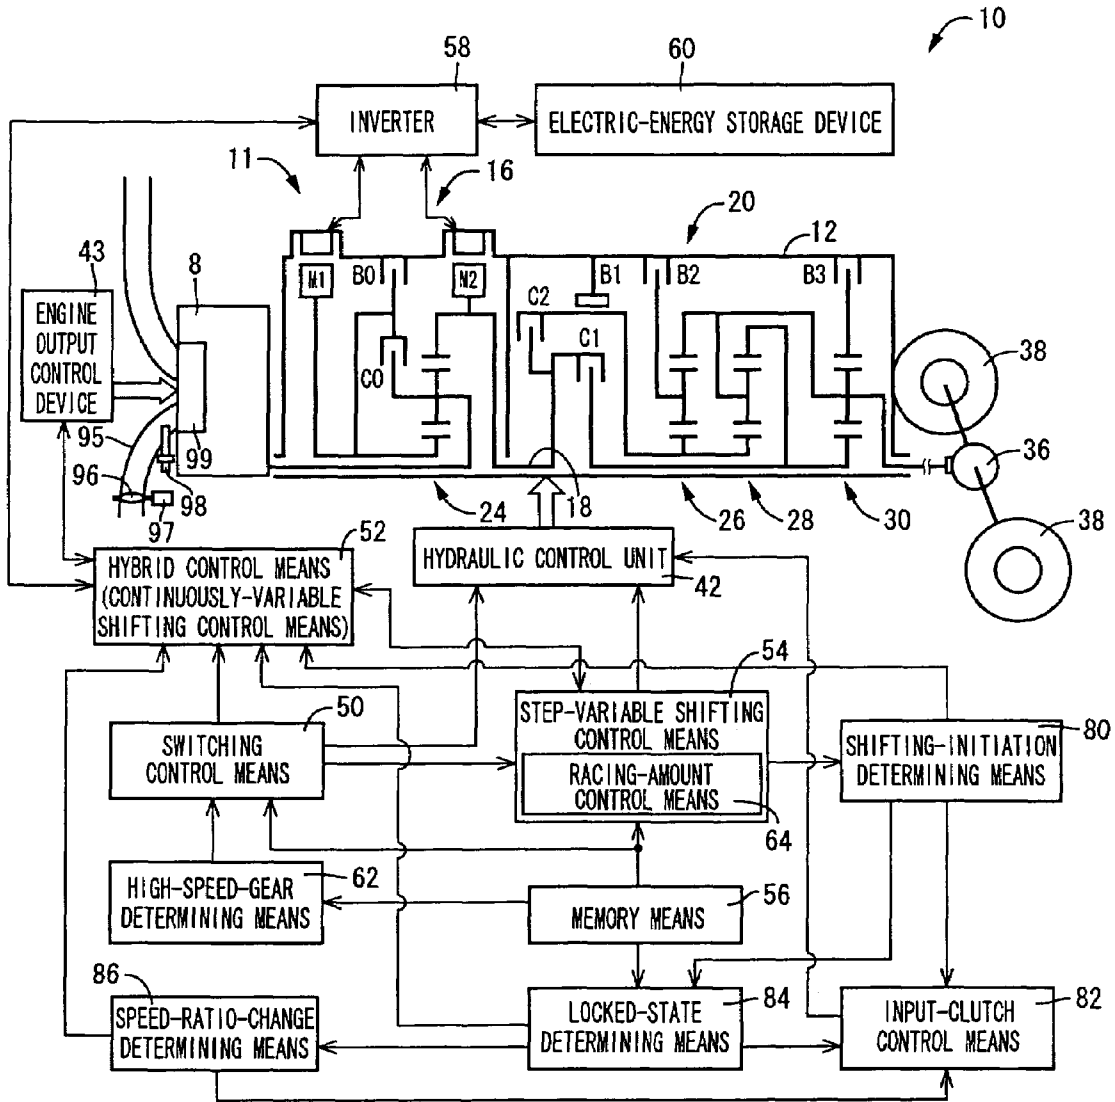 10
58
60
INVERTER
ELECTRIC-ENERGY STORAGE DEVICE
11
16
20
12
43
8
M1
B0
M2
B1
B2
B3
C2
C1
C0
ENGINE
OUTPUT
CONTROL
DEVICE
38
95
99
36
96
98
97
24
18
26
28
30
38
52
HYBRID CONTROL MEANS
(CONTINUOUSLY-VARIABLE
SHIFTING CONTROL MEANS)
HYDRAULIC CONTROL UNIT
42
54
50
STEP-VARIABLE SHIFTING
CONTROL MEANS
80
SWITCHING
CONTROL MEANS
RACING-AMOUNT
CONTROL MEANS
SHIFTING-INITIATION
DETERMINING MEANS
64
62
HIGH-SPEED-GEAR
DETERMINING MEANS
56
MEMORY MEANS
86
SPEED-RATIO-CHANGE
DETERMINING MEANS
84
LOCKED-STATE
DETERMINING MEANS
82
INPUT-CLUTCH
CONTROL MEANS